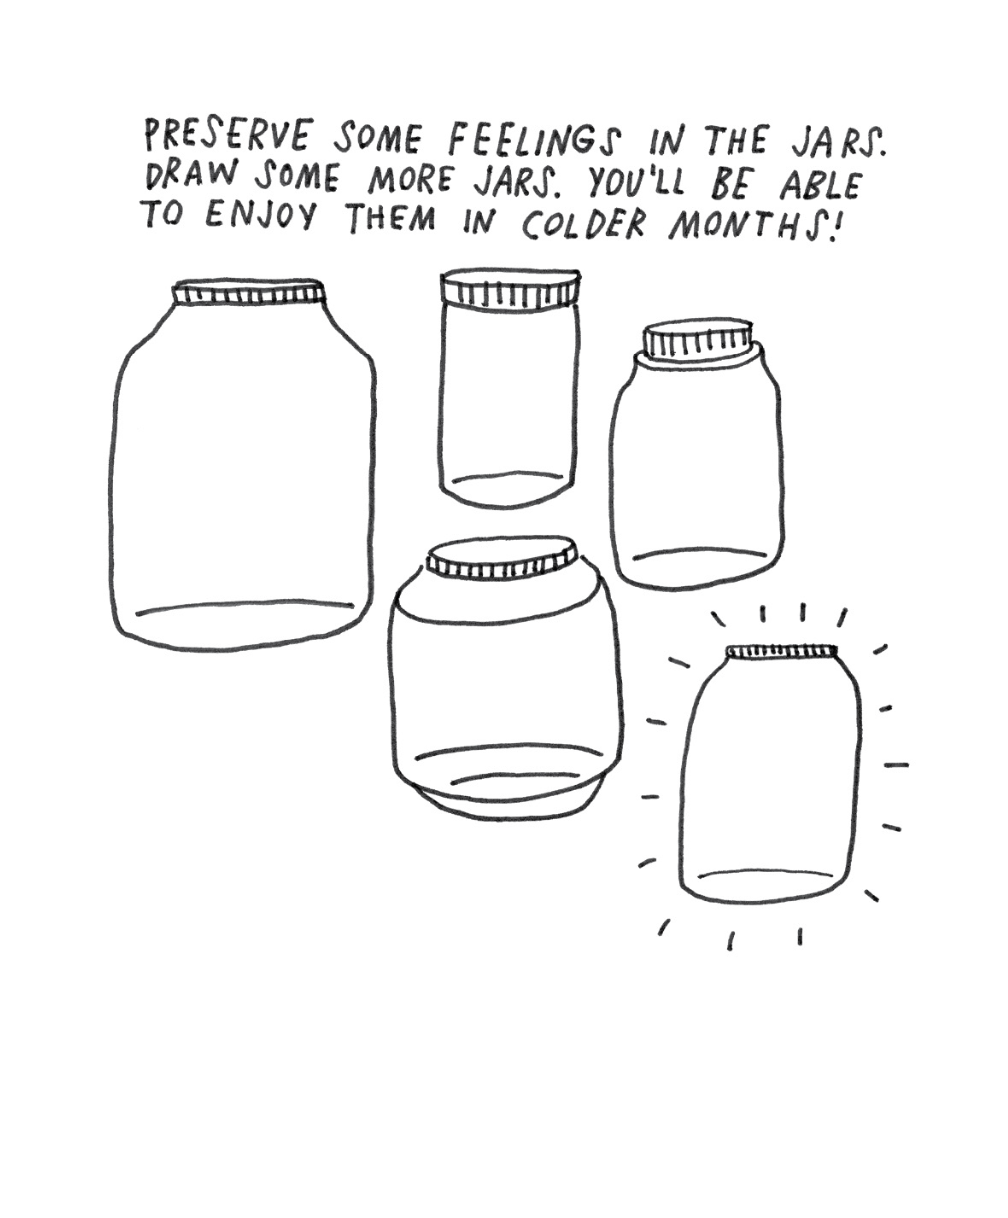 PRESERVE SOME FEELINGS IN THE JARS.
DRAW SOME MORE JARS. YOU'LL BE ABLE
TO ENJOY THEM IN COLDER MONTHS!